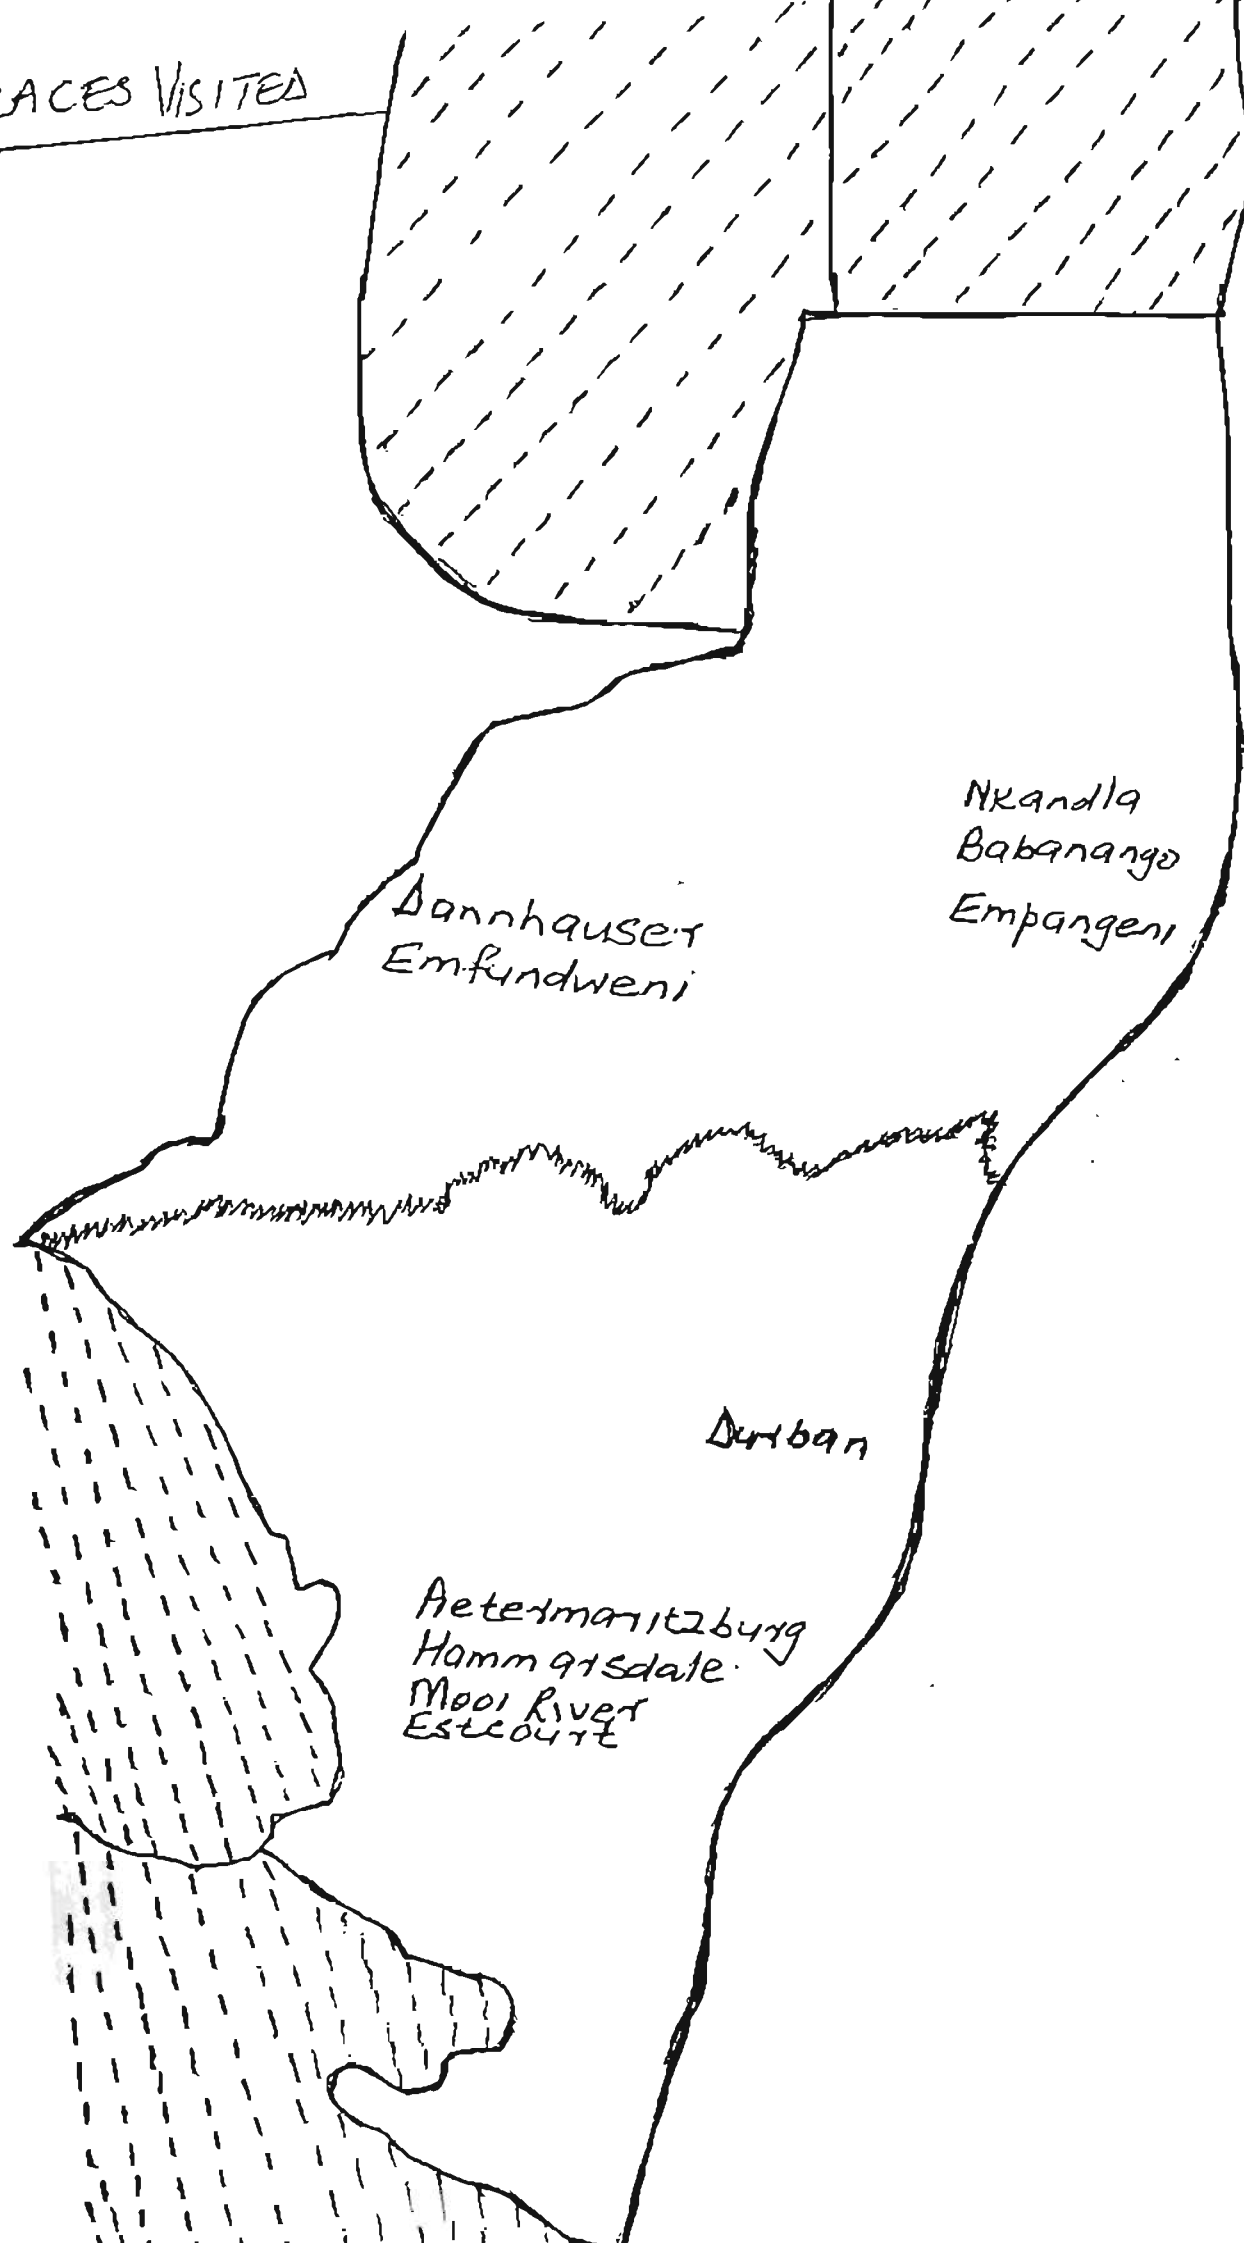 ACES VISITED
Nkandla
Babanango
Empangeni
Dannhauser
Emfundweni
Durban
Pietermaritzburg
Hammarsdale
Mooi River
Estcourt